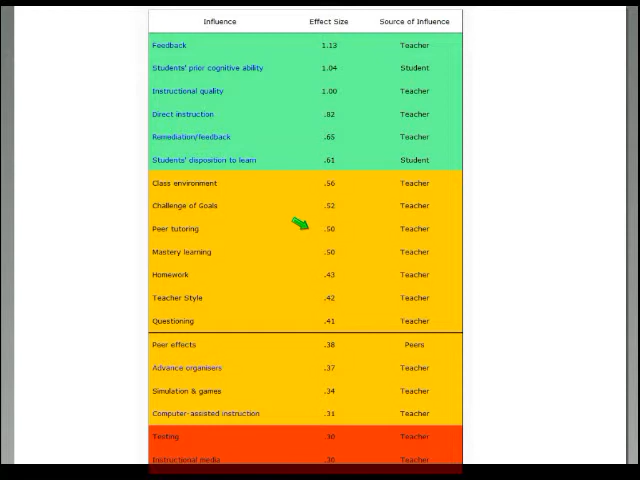 Influence Effect Size Source of Influence
Feedback 1.13 Teacher
Students' prior cognitive ability 1.04 Student
Instructional quality 1.00 Teacher
Direct instruction .82 Teacher
Remediation/feedback .65 Teacher
Students' disposition to learn .61 Student
Class environment .56 Teacher
Challenge of Goals .52 Teacher
Peer tutoring .50 Teacher
Mastery learning .50 Teacher
Homework .43 Teacher
Teacher Style .42 Teacher
Questioning .41 Teacher
Peer effects .38 Peers
Advance organisers .37 Teacher
Simulation & games .34 Teacher
Computer-assisted instruction .31 Teacher
Testing .30 Teacher
Instructional media .30 Teacher